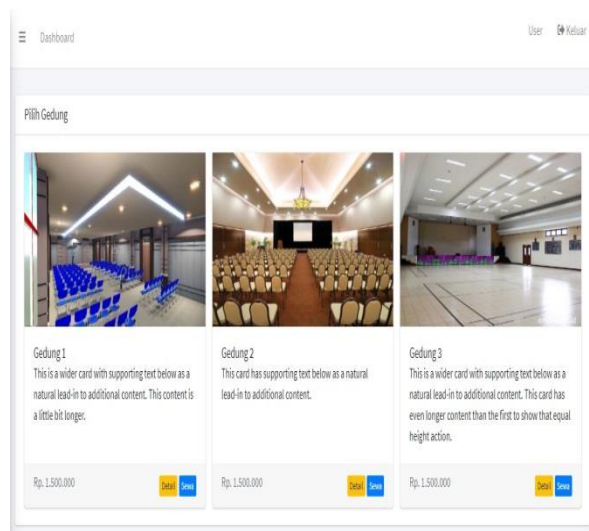 Dashboard
User Keluar
Pilih Gedung
Gedung 1
This is a wider card with supporting text below as a
natural lead-in to additional content. This content is
a little bit longer.
Rp. 1.500.000
Detail Sewa
Gedung 2
This card has supporting text below as a natural
lead-in to additional content.
Rp. 1.500.000
Detail Sewa
Gedung 3
This is a wider card with supporting text below as a
natural lead-in to additional content. This card has
even longer content than the first to show that equal
height action.
Rp. 1.500.000
Detail Sewa